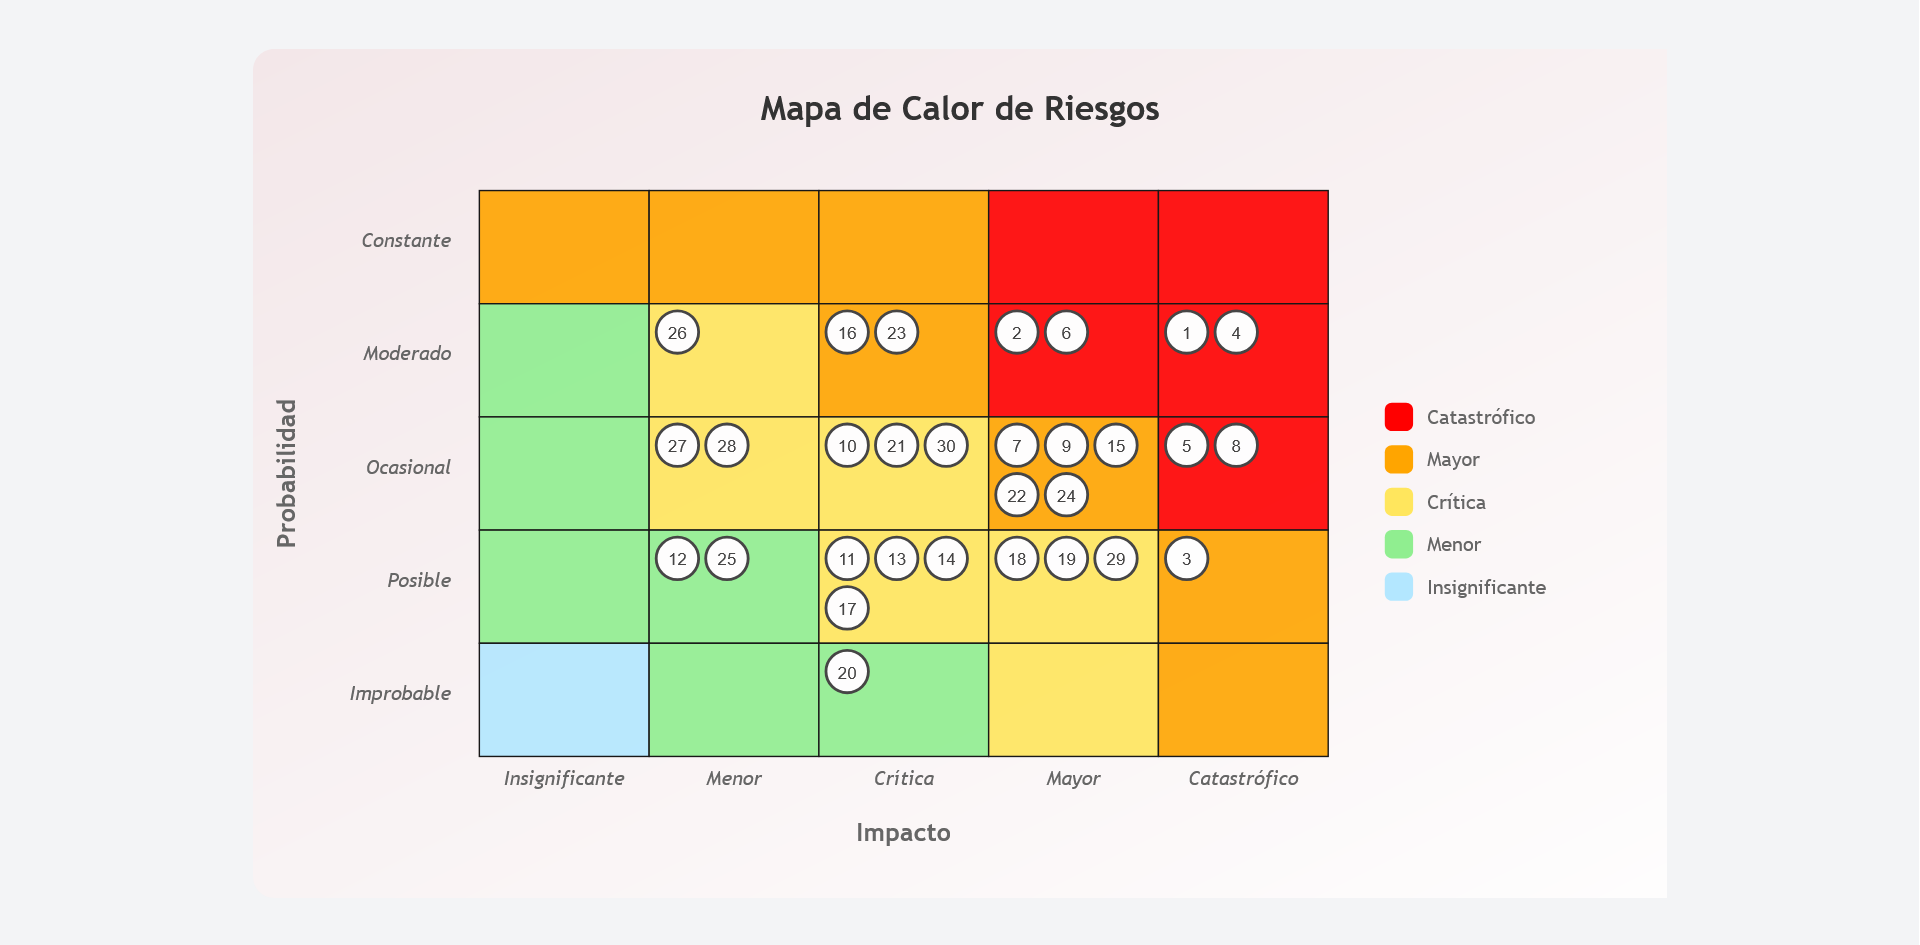 Mapa de Calor de Riesgos
Probabilidad
Constante
Moderado
26
16 23
2 6
1 4
Ocasional
27 28
10 21 30
7 9 15
22 24
5 8
Posible
12 25
11 13 14
17
18 19 29
3
Improbable
20
Insignificante
Menor
Crítica
Mayor
Catastrófico
Impacto
Catastrófico
Mayor
Crítica
Menor
Insignificante